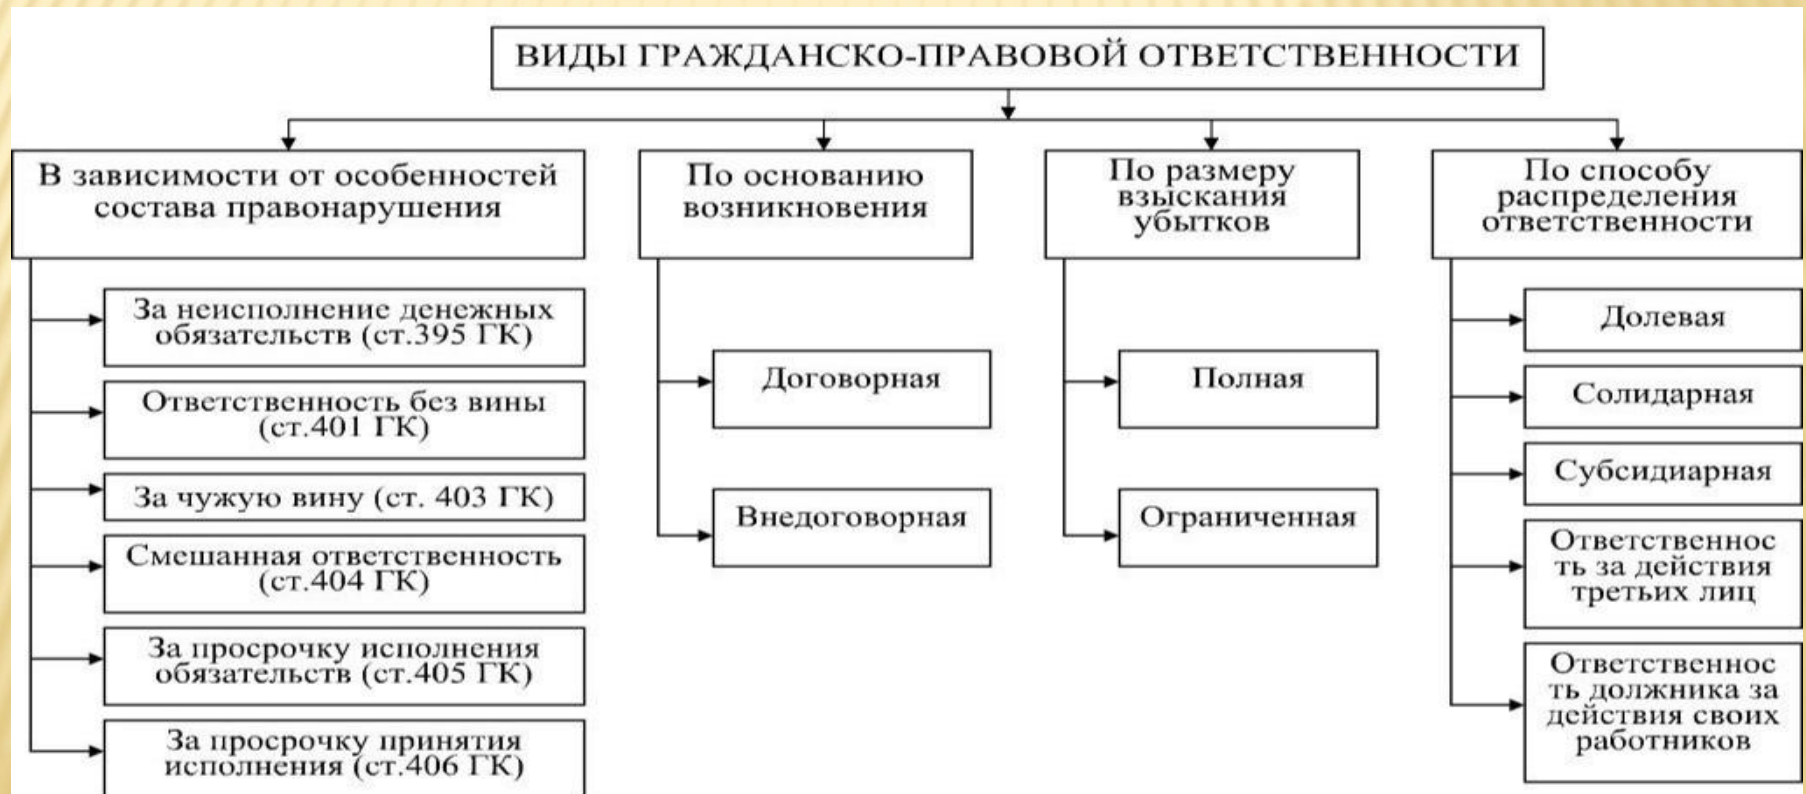 ВИДЫ ГРАЖДАНСКО-ПРАВОВОЙ ОТВЕТСТВЕННОСТИ
В зависимости от особенностей
состава правонарушения
За неисполнение денежных
обязательств (ст.395 ГК)
Ответственность без вины
(ст.401 ГК)
За чужую вину (ст. 403 ГК)
Смешанная ответственность
(ст.404 ГК)
За просрочку исполнения
обязательств (ст.405 ГК)
За просрочку принятия
исполнения (ст.406 ГК)
По основанию
возникновения
Договорная
Внедоговорная
По размеру
взыскания
убытков
Полная
Ограниченная
По способу
распределения
ответственности
Долевая
Солидарная
Субсидиарная
Ответственнос
ть за действия
третьих лиц
Ответственнос
ть должника за
действия своих
работников